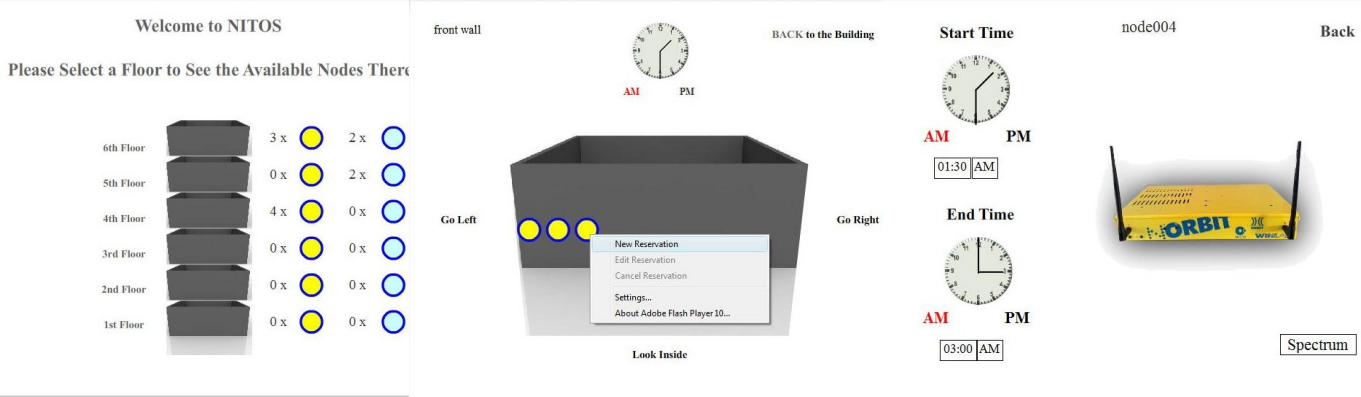 Welcome to NITOS
Please Select a Floor to See the Available Nodes There
6th Floor 3 x 2 x
5th Floor 0 x 2 x
4th Floor 4 x 0 x
3rd Floor 0 x 0 x
2nd Floor 0 x 0 x
1st Floor 0 x 0 x
front wall
BACK to the Building
AM PM
Go Left
Go Right
New Reservation
Edit Reservation
Cancel Reservation
Settings...
About Adobe Flash Player 10...
Look Inside
Start Time
AM PM
01:30 AM
End Time
AM PM
03:00 AM
node004
Back
ORBIT
Spectrum